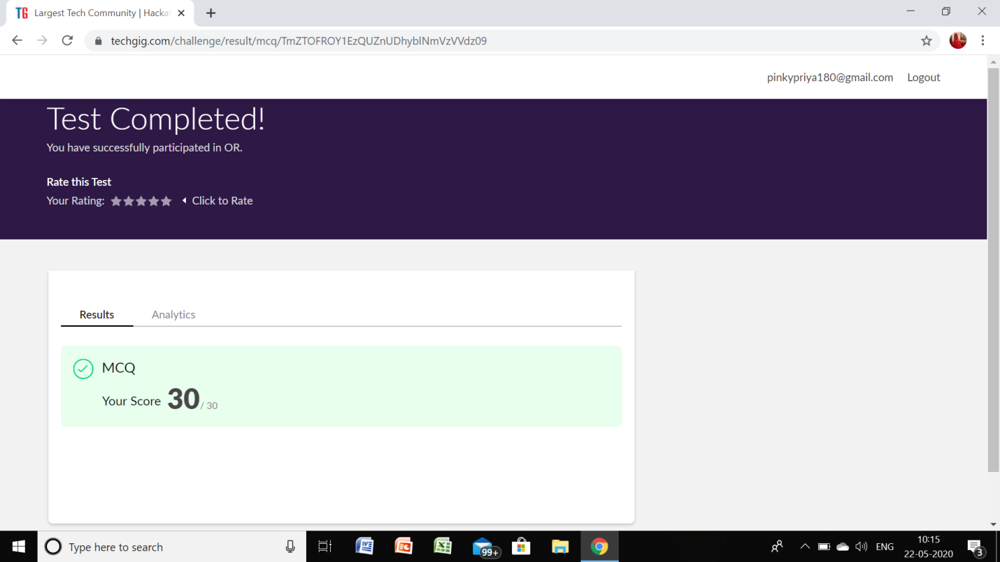 TG Largest Tech Community | Hacka
techgig.com/challenge/result/mcq/TmZTOFROY1EzQUZnUDhyblNmVzVVdz09
pinkypriya180@gmail.com Logout
Test Completed!
You have successfully participated in OR.
Rate this Test
Your Rating: Click to Rate
Results Analytics
MCQ
Your Score 30 / 30
Type here to search
99+
ENG
10:15
22-05-2020
3